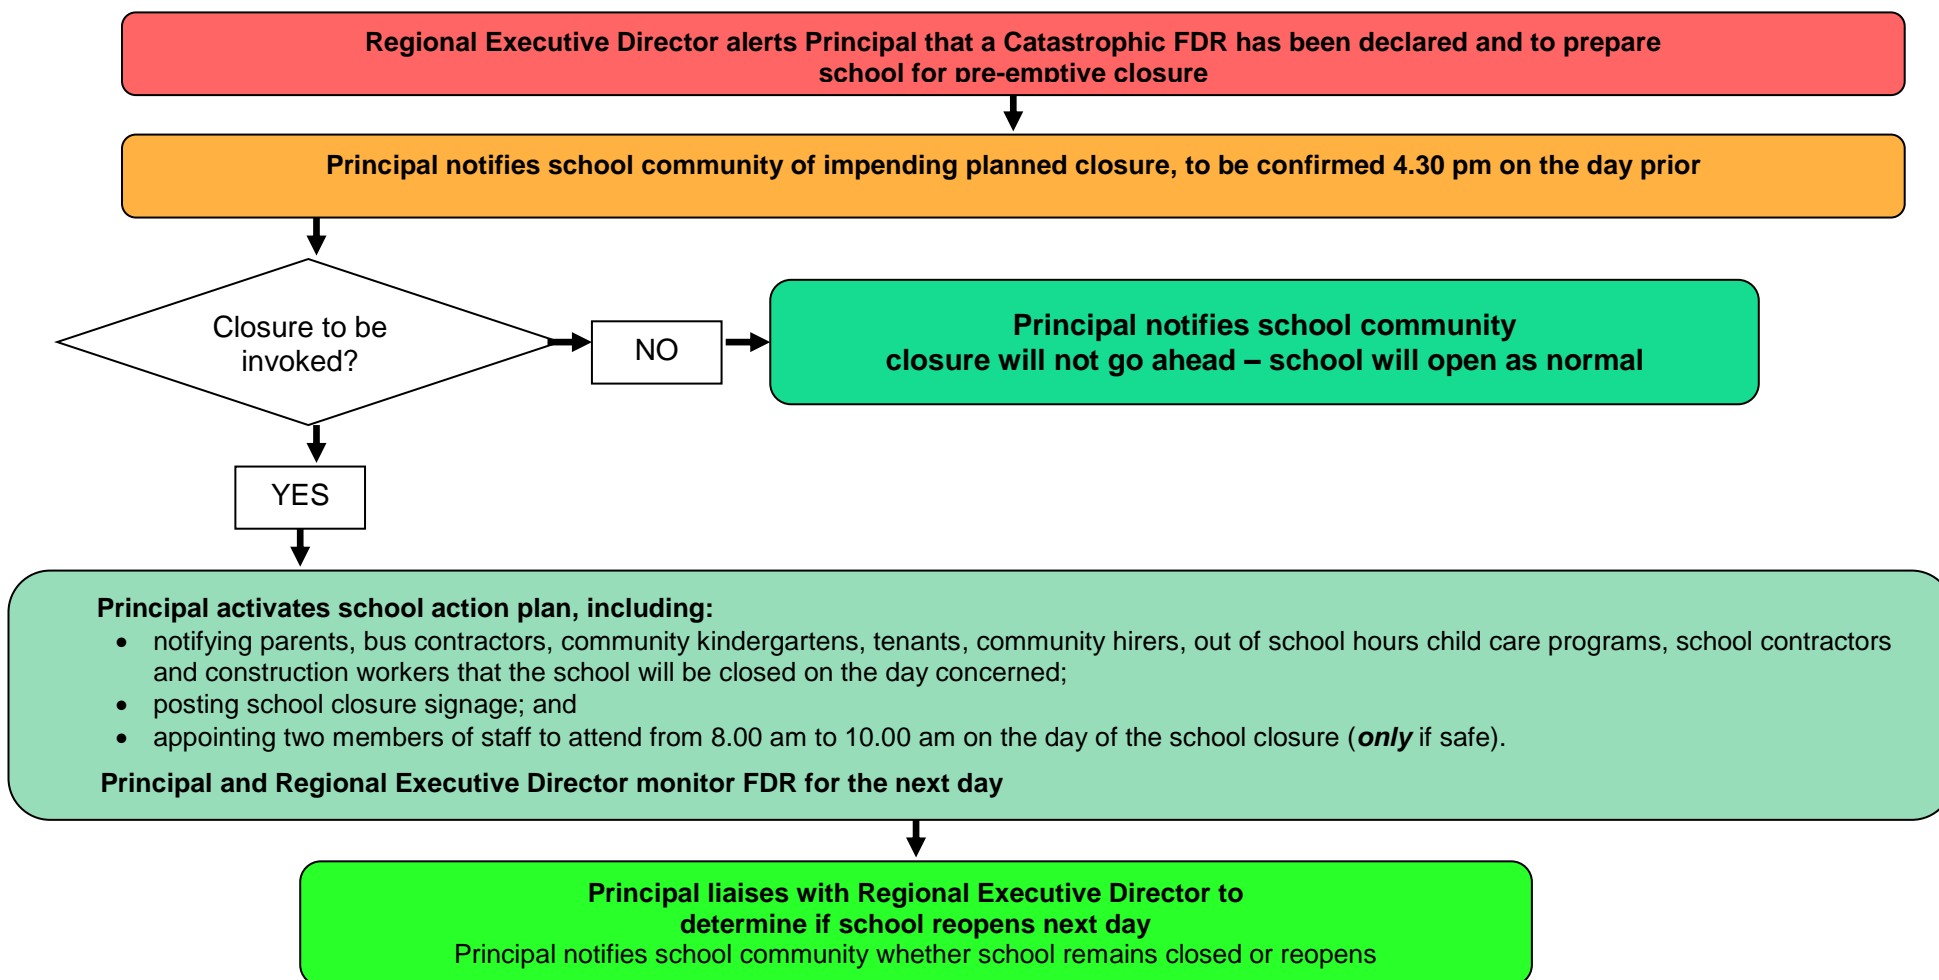 Regional Executive Director alerts Principal that a Catastrophic FDR has been declared and to prepare
school for pre-emptive closure
Principal notifies school community of impending planned closure, to be confirmed 4.30 pm on the day prior
Closure to be
invoked?
NO
Principal notifies school community
closure will not go ahead – school will open as normal
YES
Principal activates school action plan, including:
• notifying parents, bus contractors, community kindergartens, tenants, community hirers, out of school hours child care programs, school contractors
and construction workers that the school will be closed on the day concerned;
• posting school closure signage; and
• appointing two members of staff to attend from 8.00 am to 10.00 am on the day of the school closure (only if safe).
Principal and Regional Executive Director monitor FDR for the next day
Principal liaises with Regional Executive Director to
determine if school reopens next day
Principal notifies school community whether school remains closed or reopens